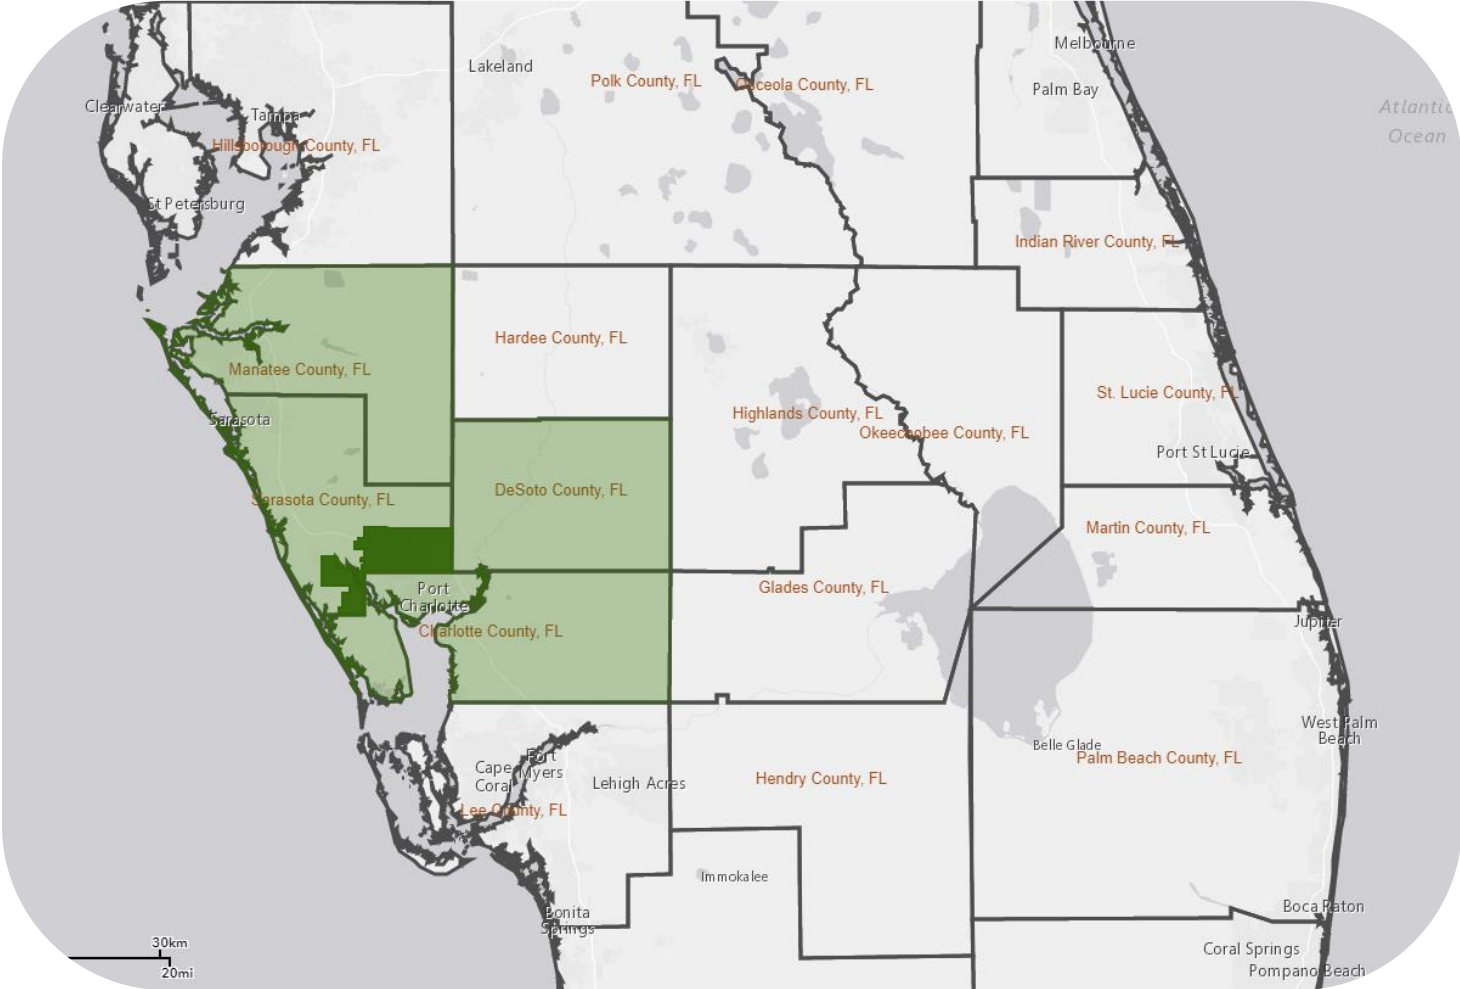 Melbourne
Atlantic
Ocean
Lakeland
Polk County, FL
Osceola County, FL
Palm Bay
Clearwater
Tampa
Hillsborough County, FL
St Petersburg
Indian River County, FL
Hardee County, FL
Manatee County, FL
St. Lucie County, FL
Sarasota
Highlands County, FL
Okeechobee County, FL
Port St Lucie
DeSoto County, FL
Sarasota County, FL
Martin County, FL
Port
Charlotte
Glades County, FL
Charlotte County, FL
Jupiter
West Palm
Beach
Belle Glade
Palm Beach County, FL
Fort
Myers
Cape
Coral
Lehigh Acres
Hendry County, FL
Lee County, FL
Immokalee
Bonita
Springs
Boca Raton
30km
20mi
Coral Springs
Pompano Beach